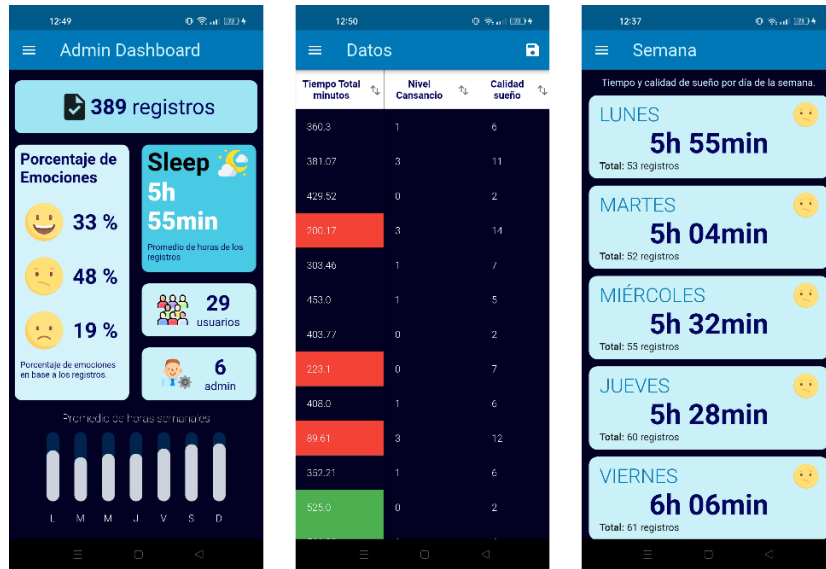 12:49
22
Admin Dashboard
389 registros
Porcentaje de
Emociones
33 %
48 %
19 %
Porcentaje de emociones
en base a los registros.
Sleep
5h
55min
Promedio de horas de los
registros
29
usuarios
6
admin
Promedio de horas semanales
L M M J V S D
12:50
22
Datos
Tiempo Total
minutos
Nivel
Cansancio
Calidad
sueño
360.3 1 6
381.07 3 11
429.52 0 2
200.17 3 14
303.46 1 7
453.0 1 5
403.77 0 2
223.1 0 7
408.0 1 6
89.61 3 12
352.21 1 6
525.0 0 2
12:37
Semana
Tiempo y calidad de sueño por día de la semana.
LUNES
5h 55min
Total: 53 registros
MARTES
5h 04min
Total: 52 registros
MIÉRCOLES
5h 32min
Total: 55 registros
JUEVES
5h 28min
Total: 60 registros
VIERNES
6h 06min
Total: 61 registros